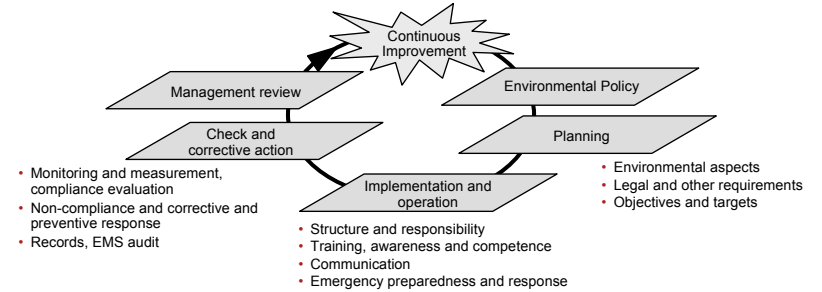 Continuous
Improvement
Environmental Policy
Planning
• Environmental aspects
• Legal and other requirements
• Objectives and targets
Implementation and
operation
• Structure and responsibility
• Training, awareness and competence
• Communication
• Emergency preparedness and response
Check and
corrective action
• Monitoring and measurement,
compliance evaluation
• Non-compliance and corrective and
preventive response
• Records, EMS audit
Management review